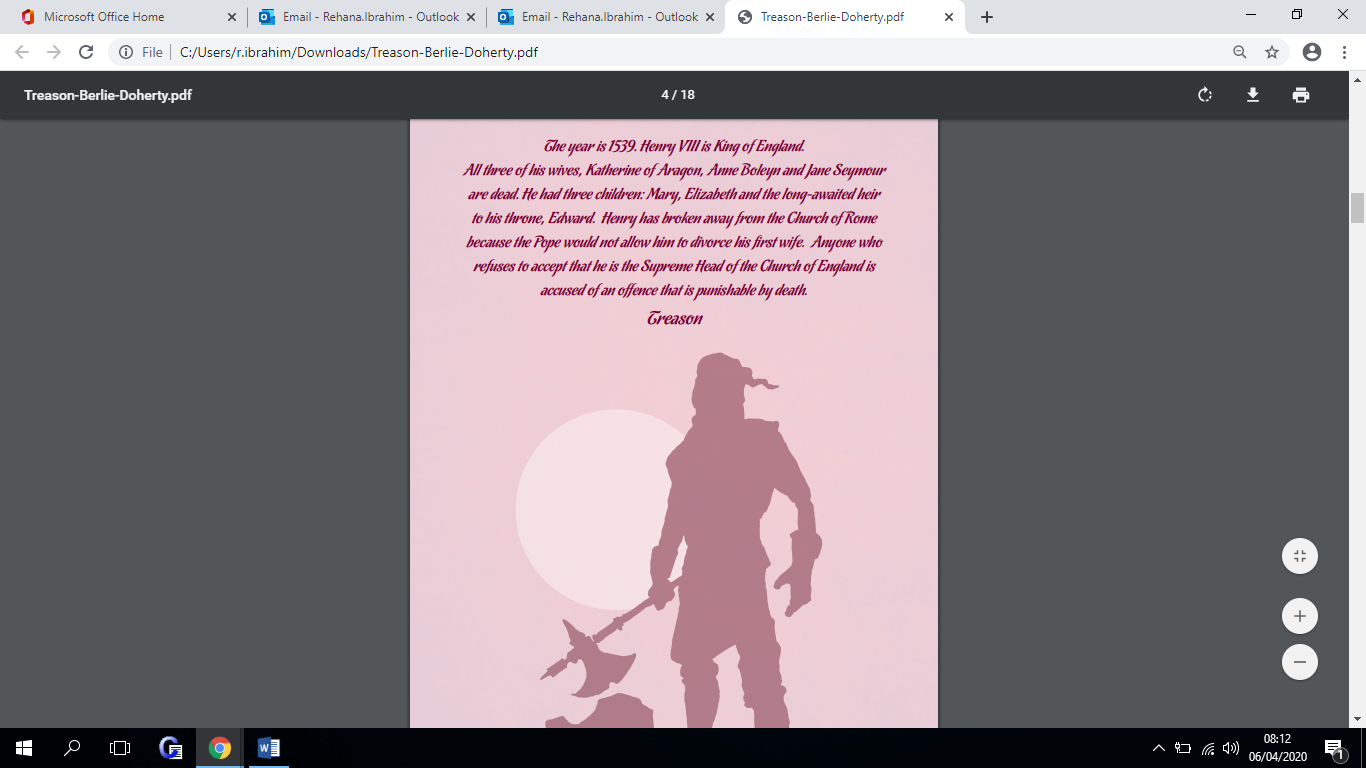 Microsoft Office Home
Email - Rehana.Ibrahim - Outlook
Email - Rehana.Ibrahim - Outlook
Treason-Berlie-Doherty.pdf
File
C:/Users/r.ibrahim/Downloads/Treason-Berlie-Doherty.pdf
Treason-Berlie-Doherty.pdf
4 / 18
The year is 1539. Henry VIII is King of England.
All three of his wives, Katherine of Aragon, Anne Boleyn and Jane Seymour
are dead. He had three children: Mary, Elizabeth and the long-awaited heir
to his throne, Edward. Henry has broken away from the Church of Rome
because the Pope would not allow him to divorce his first wife. Anyone who
refuses to accept that he is the Supreme Head of the Church of England is
accused of an offence that is punishable by death.
Treason
08:12
06/04/2020
1